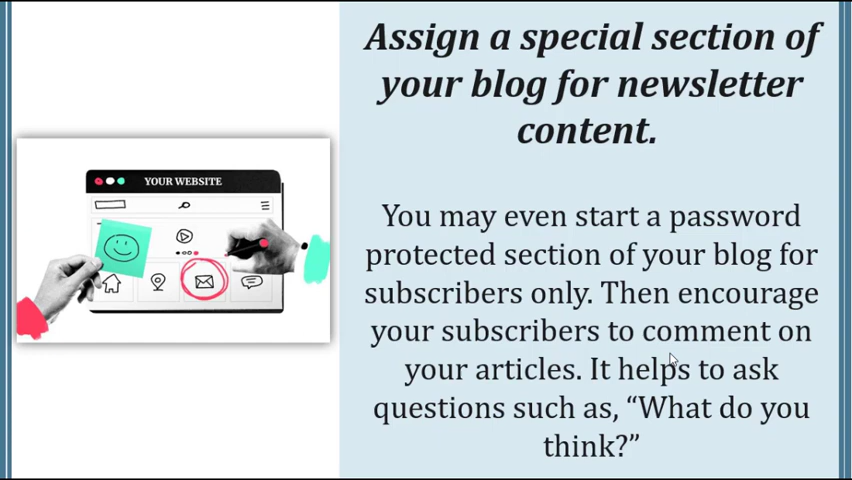 Assign a special section of
your blog for newsletter
content.
YOUR WEBSITE
You may even start a password
protected section of your blog for
subscribers only. Then encourage
your subscribers to comment on
your articles. It helps to ask
questions such as, “What do you
think?”